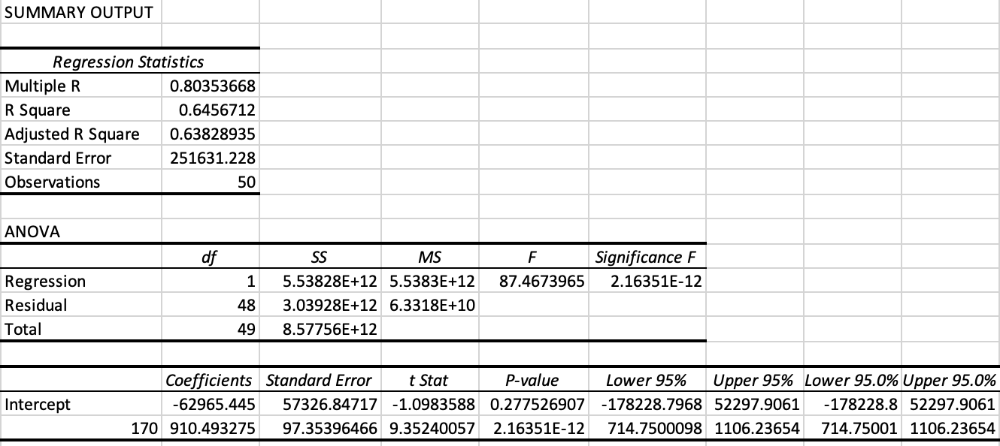 SUMMARY OUTPUT
Regression Statistics
Multiple R 0.80353668
R Square 0.6456712
Adjusted R Square 0.63828935
Standard Error 251631.228
Observations 50
ANOVA
df SS MS F Significance F
Regression 1 5.53828E+12 5.5383E+12 87.4673965 2.16351E-12
Residual 48 3.03928E+12 6.3318E+10
Total 49 8.57756E+12
Coefficients Standard Error t Stat P-value Lower 95% Upper 95% Lower 95.0% Upper 95.0%
Intercept -62965.445 57326.84717 -1.0983588 0.277526907 -178228.7968 52297.9061 -178228.8 52297.9061
170 910.493275 97.35396466 9.35240057 2.16351E-12 714.7500098 1106.23654 714.75001 1106.23654